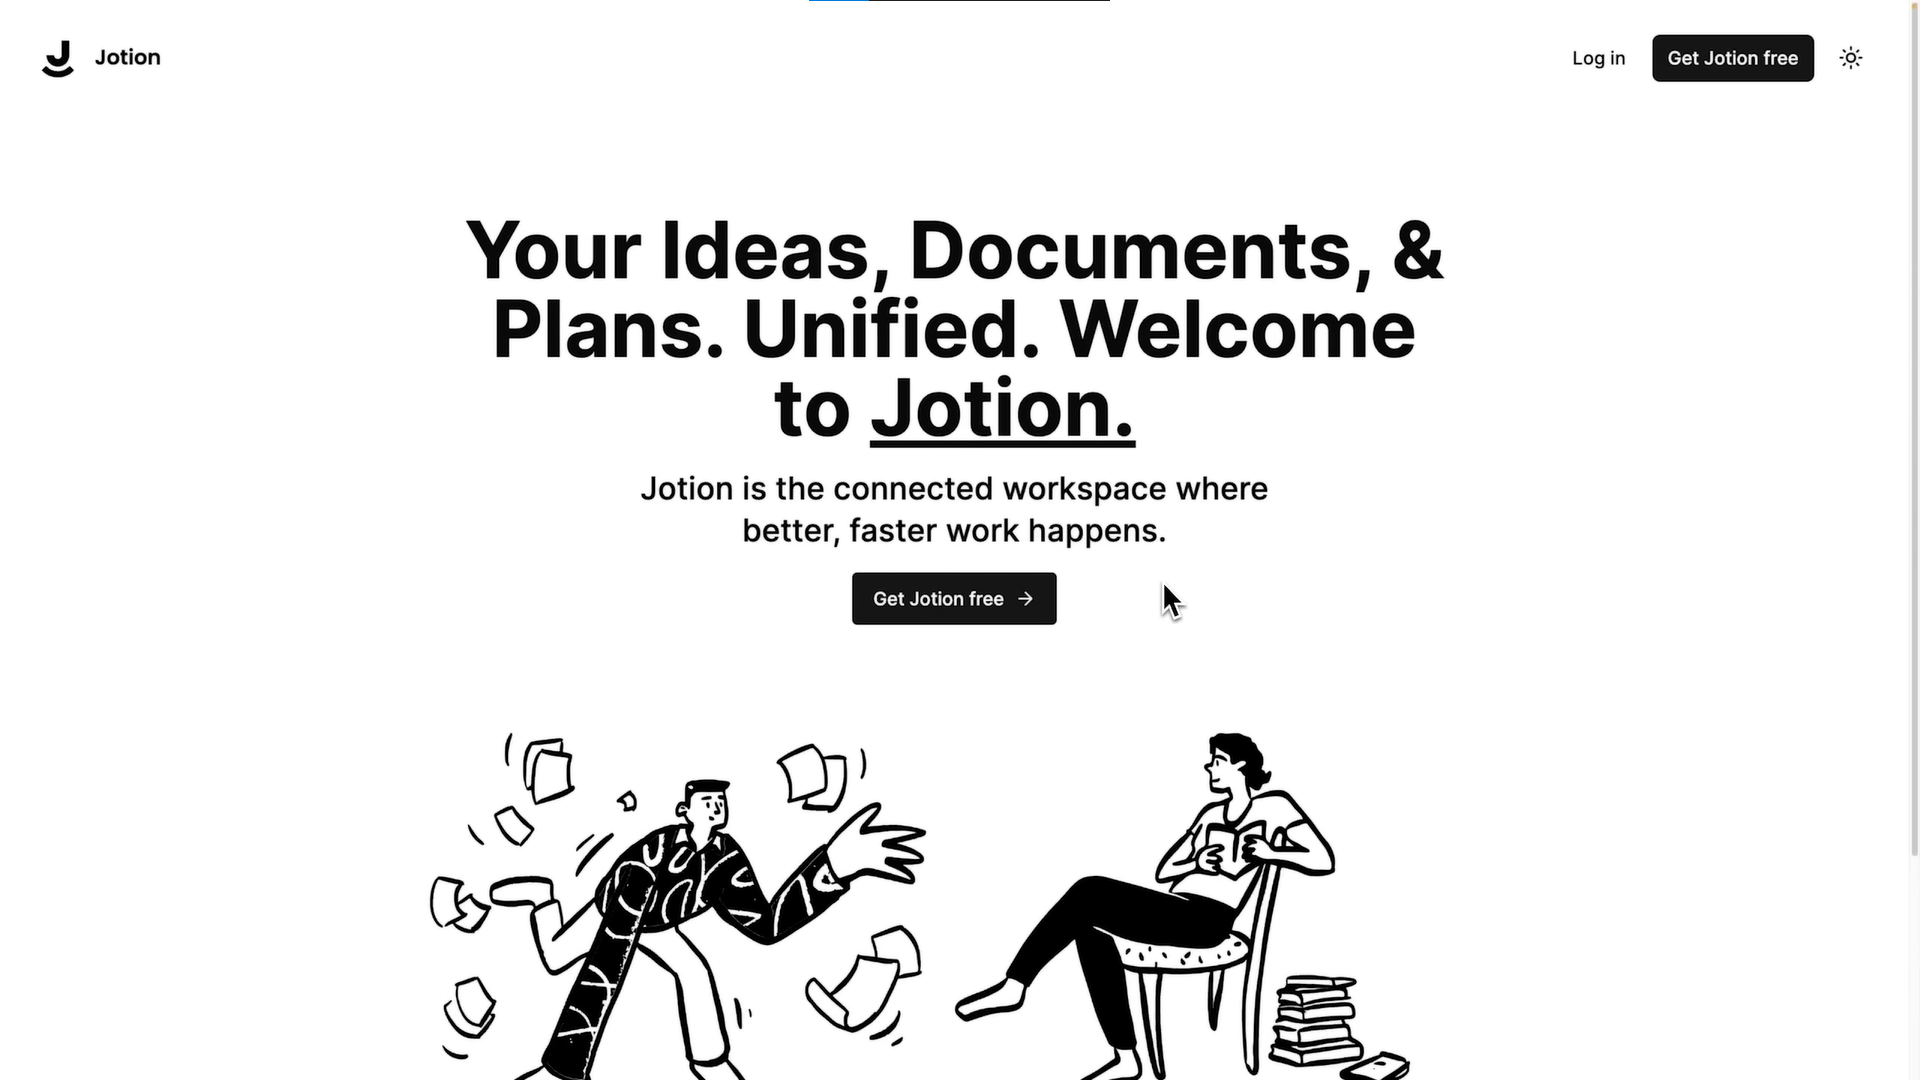 Jotion
Log in
Get Jotion free
Your Ideas, Documents, &
Plans. Unified. Welcome
to Jotion.
Jotion is the connected workspace where
better, faster work happens.
Get Jotion free